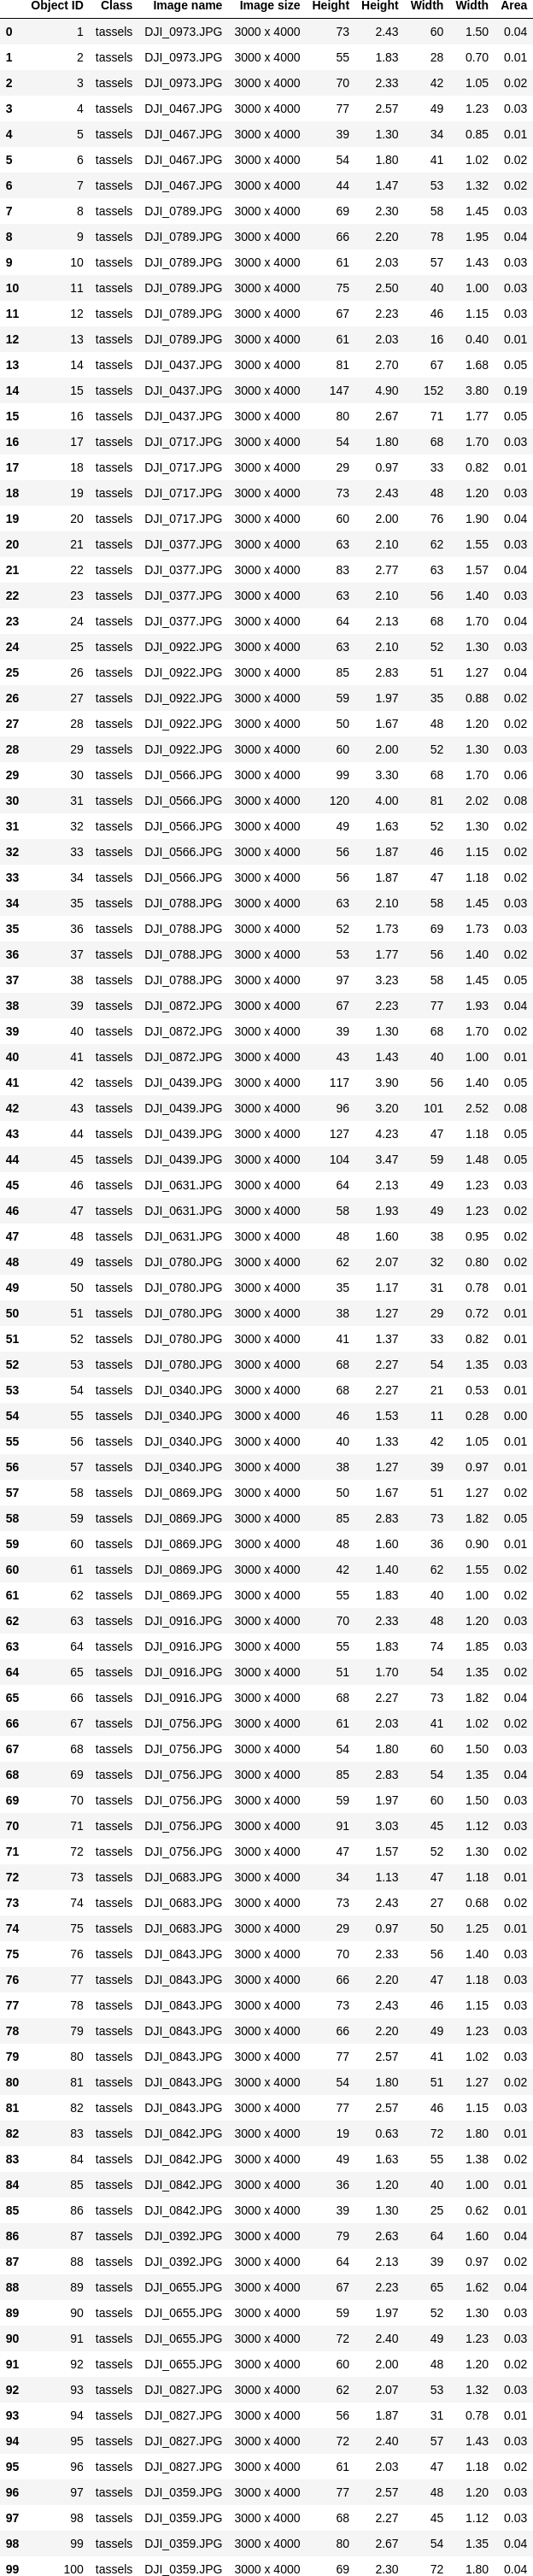 Object ID Class Image name Image size Height Height Width Width Area
0 1 tassels DJI_0973.JPG 3000 x 4000 73 2.43 60 1.50 0.04
1 2 tassels DJI_0973.JPG 3000 x 4000 55 1.83 28 0.70 0.01
2 3 tassels DJI_0973.JPG 3000 x 4000 70 2.33 42 1.05 0.02
3 4 tassels DJI_0467.JPG 3000 x 4000 77 2.57 49 1.23 0.03
4 5 tassels DJI_0467.JPG 3000 x 4000 39 1.30 34 0.85 0.01
5 6 tassels DJI_0467.JPG 3000 x 4000 54 1.80 41 1.02 0.02
6 7 tassels DJI_0467.JPG 3000 x 4000 44 1.47 53 1.32 0.02
7 8 tassels DJI_0789.JPG 3000 x 4000 69 2.30 58 1.45 0.03
8 9 tassels DJI_0789.JPG 3000 x 4000 66 2.20 78 1.95 0.04
9 10 tassels DJI_0789.JPG 3000 x 4000 61 2.03 57 1.43 0.03
10 11 tassels DJI_0789.JPG 3000 x 4000 75 2.50 40 1.00 0.03
11 12 tassels DJI_0789.JPG 3000 x 4000 67 2.23 46 1.15 0.03
12 13 tassels DJI_0789.JPG 3000 x 4000 61 2.03 16 0.40 0.01
13 14 tassels DJI_0437.JPG 3000 x 4000 81 2.70 67 1.68 0.05
14 15 tassels DJI_0437.JPG 3000 x 4000 147 4.90 152 3.80 0.19
15 16 tassels DJI_0437.JPG 3000 x 4000 80 2.67 71 1.77 0.05
16 17 tassels DJI_0717.JPG 3000 x 4000 54 1.80 68 1.70 0.03
17 18 tassels DJI_0717.JPG 3000 x 4000 29 0.97 33 0.82 0.01
18 19 tassels DJI_0717.JPG 3000 x 4000 73 2.43 48 1.20 0.03
19 20 tassels DJI_0717.JPG 3000 x 4000 60 2.00 76 1.90 0.04
20 21 tassels DJI_0377.JPG 3000 x 4000 63 2.10 62 1.55 0.03
21 22 tassels DJI_0377.JPG 3000 x 4000 83 2.77 63 1.57 0.04
22 23 tassels DJI_0377.JPG 3000 x 4000 63 2.10 56 1.40 0.03
23 24 tassels DJI_0377.JPG 3000 x 4000 64 2.13 68 1.70 0.04
24 25 tassels DJI_0922.JPG 3000 x 4000 63 2.10 52 1.30 0.03
25 26 tassels DJI_0922.JPG 3000 x 4000 85 2.83 51 1.27 0.04
26 27 tassels DJI_0922.JPG 3000 x 4000 59 1.97 35 0.88 0.02
27 28 tassels DJI_0922.JPG 3000 x 4000 50 1.67 48 1.20 0.02
28 29 tassels DJI_0922.JPG 3000 x 4000 60 2.00 52 1.30 0.03
29 30 tassels DJI_0566.JPG 3000 x 4000 99 3.30 68 1.70 0.06
30 31 tassels DJI_0566.JPG 3000 x 4000 120 4.00 81 2.02 0.08
31 32 tassels DJI_0566.JPG 3000 x 4000 49 1.63 52 1.30 0.02
32 33 tassels DJI_0566.JPG 3000 x 4000 56 1.87 46 1.15 0.02
33 34 tassels DJI_0566.JPG 3000 x 4000 56 1.87 47 1.18 0.02
34 35 tassels DJI_0788.JPG 3000 x 4000 63 2.10 58 1.45 0.03
35 36 tassels DJI_0788.JPG 3000 x 4000 52 1.73 69 1.73 0.03
36 37 tassels DJI_0788.JPG 3000 x 4000 53 1.77 56 1.40 0.02
37 38 tassels DJI_0788.JPG 3000 x 4000 97 3.23 58 1.45 0.05
38 39 tassels DJI_0872.JPG 3000 x 4000 67 2.23 77 1.93 0.04
39 40 tassels DJI_0872.JPG 3000 x 4000 39 1.30 68 1.70 0.02
40 41 tassels DJI_0872.JPG 3000 x 4000 43 1.43 40 1.00 0.01
41 42 tassels DJI_0439.JPG 3000 x 4000 117 3.90 56 1.40 0.05
42 43 tassels DJI_0439.JPG 3000 x 4000 96 3.20 101 2.52 0.08
43 44 tassels DJI_0439.JPG 3000 x 4000 127 4.23 47 1.18 0.05
44 45 tassels DJI_0439.JPG 3000 x 4000 104 3.47 59 1.48 0.05
45 46 tassels DJI_0631.JPG 3000 x 4000 64 2.13 49 1.23 0.03
46 47 tassels DJI_0631.JPG 3000 x 4000 58 1.93 49 1.23 0.02
47 48 tassels DJI_0631.JPG 3000 x 4000 48 1.60 38 0.95 0.02
48 49 tassels DJI_0780.JPG 3000 x 4000 62 2.07 32 0.80 0.02
49 50 tassels DJI_0780.JPG 3000 x 4000 35 1.17 31 0.78 0.01
50 51 tassels DJI_0780.JPG 3000 x 4000 38 1.27 29 0.72 0.01
51 52 tassels DJI_0780.JPG 3000 x 4000 41 1.37 33 0.82 0.01
52 53 tassels DJI_0780.JPG 3000 x 4000 68 2.27 54 1.35 0.03
53 54 tassels DJI_0340.JPG 3000 x 4000 68 2.27 21 0.53 0.01
54 55 tassels DJI_0340.JPG 3000 x 4000 46 1.53 11 0.28 0.00
55 56 tassels DJI_0340.JPG 3000 x 4000 40 1.33 42 1.05 0.01
56 57 tassels DJI_0340.JPG 3000 x 4000 38 1.27 39 0.97 0.01
57 58 tassels DJI_0869.JPG 3000 x 4000 50 1.67 51 1.27 0.02
58 59 tassels DJI_0869.JPG 3000 x 4000 85 2.83 73 1.82 0.05
59 60 tassels DJI_0869.JPG 3000 x 4000 48 1.60 36 0.90 0.01
60 61 tassels DJI_0869.JPG 3000 x 4000 42 1.40 62 1.55 0.02
61 62 tassels DJI_0869.JPG 3000 x 4000 55 1.83 40 1.00 0.02
62 63 tassels DJI_0916.JPG 3000 x 4000 70 2.33 48 1.20 0.03
63 64 tassels DJI_0916.JPG 3000 x 4000 55 1.83 74 1.85 0.03
64 65 tassels DJI_0916.JPG 3000 x 4000 51 1.70 54 1.35 0.02
65 66 tassels DJI_0916.JPG 3000 x 4000 68 2.27 73 1.82 0.04
66 67 tassels DJI_0756.JPG 3000 x 4000 61 2.03 41 1.02 0.02
67 68 tassels DJI_0756.JPG 3000 x 4000 54 1.80 60 1.50 0.03
68 69 tassels DJI_0756.JPG 3000 x 4000 85 2.83 54 1.35 0.04
69 70 tassels DJI_0756.JPG 3000 x 4000 59 1.97 60 1.50 0.03
70 71 tassels DJI_0756.JPG 3000 x 4000 91 3.03 45 1.12 0.03
71 72 tassels DJI_0756.JPG 3000 x 4000 47 1.57 52 1.30 0.02
72 73 tassels DJI_0683.JPG 3000 x 4000 34 1.13 47 1.18 0.01
73 74 tassels DJI_0683.JPG 3000 x 4000 73 2.43 27 0.68 0.02
74 75 tassels DJI_0683.JPG 3000 x 4000 29 0.97 50 1.25 0.01
75 76 tassels DJI_0843.JPG 3000 x 4000 70 2.33 56 1.40 0.03
76 77 tassels DJI_0843.JPG 3000 x 4000 66 2.20 47 1.18 0.03
77 78 tassels DJI_0843.JPG 3000 x 4000 73 2.43 46 1.15 0.03
78 79 tassels DJI_0843.JPG 3000 x 4000 66 2.20 49 1.23 0.03
79 80 tassels DJI_0843.JPG 3000 x 4000 77 2.57 41 1.02 0.03
80 81 tassels DJI_0843.JPG 3000 x 4000 54 1.80 51 1.27 0.02
81 82 tassels DJI_0843.JPG 3000 x 4000 77 2.57 46 1.15 0.03
82 83 tassels DJI_0842.JPG 3000 x 4000 19 0.63 72 1.80 0.01
83 84 tassels DJI_0842.JPG 3000 x 4000 49 1.63 55 1.38 0.02
84 85 tassels DJI_0842.JPG 3000 x 4000 36 1.20 40 1.00 0.01
85 86 tassels DJI_0842.JPG 3000 x 4000 39 1.30 25 0.62 0.01
86 87 tassels DJI_0392.JPG 3000 x 4000 79 2.63 64 1.60 0.04
87 88 tassels DJI_0392.JPG 3000 x 4000 64 2.13 39 0.97 0.02
88 89 tassels DJI_0655.JPG 3000 x 4000 67 2.23 65 1.62 0.04
89 90 tassels DJI_0655.JPG 3000 x 4000 59 1.97 52 1.30 0.03
90 91 tassels DJI_0655.JPG 3000 x 4000 72 2.40 49 1.23 0.03
91 92 tassels DJI_0655.JPG 3000 x 4000 60 2.00 48 1.20 0.02
92 93 tassels DJI_0827.JPG 3000 x 4000 62 2.07 53 1.32 0.03
93 94 tassels DJI_0827.JPG 3000 x 4000 56 1.87 31 0.78 0.01
94 95 tassels DJI_0827.JPG 3000 x 4000 72 2.40 57 1.43 0.03
95 96 tassels DJI_0827.JPG 3000 x 4000 61 2.03 47 1.18 0.02
96 97 tassels DJI_0359.JPG 3000 x 4000 77 2.57 48 1.20 0.03
97 98 tassels DJI_0359.JPG 3000 x 4000 68 2.27 45 1.12 0.03
98 99 tassels DJI_0359.JPG 3000 x 4000 80 2.67 54 1.35 0.04
99 100 tassels DJI_0359.JPG 3000 x 4000 69 2.30 72 1.80 0.04